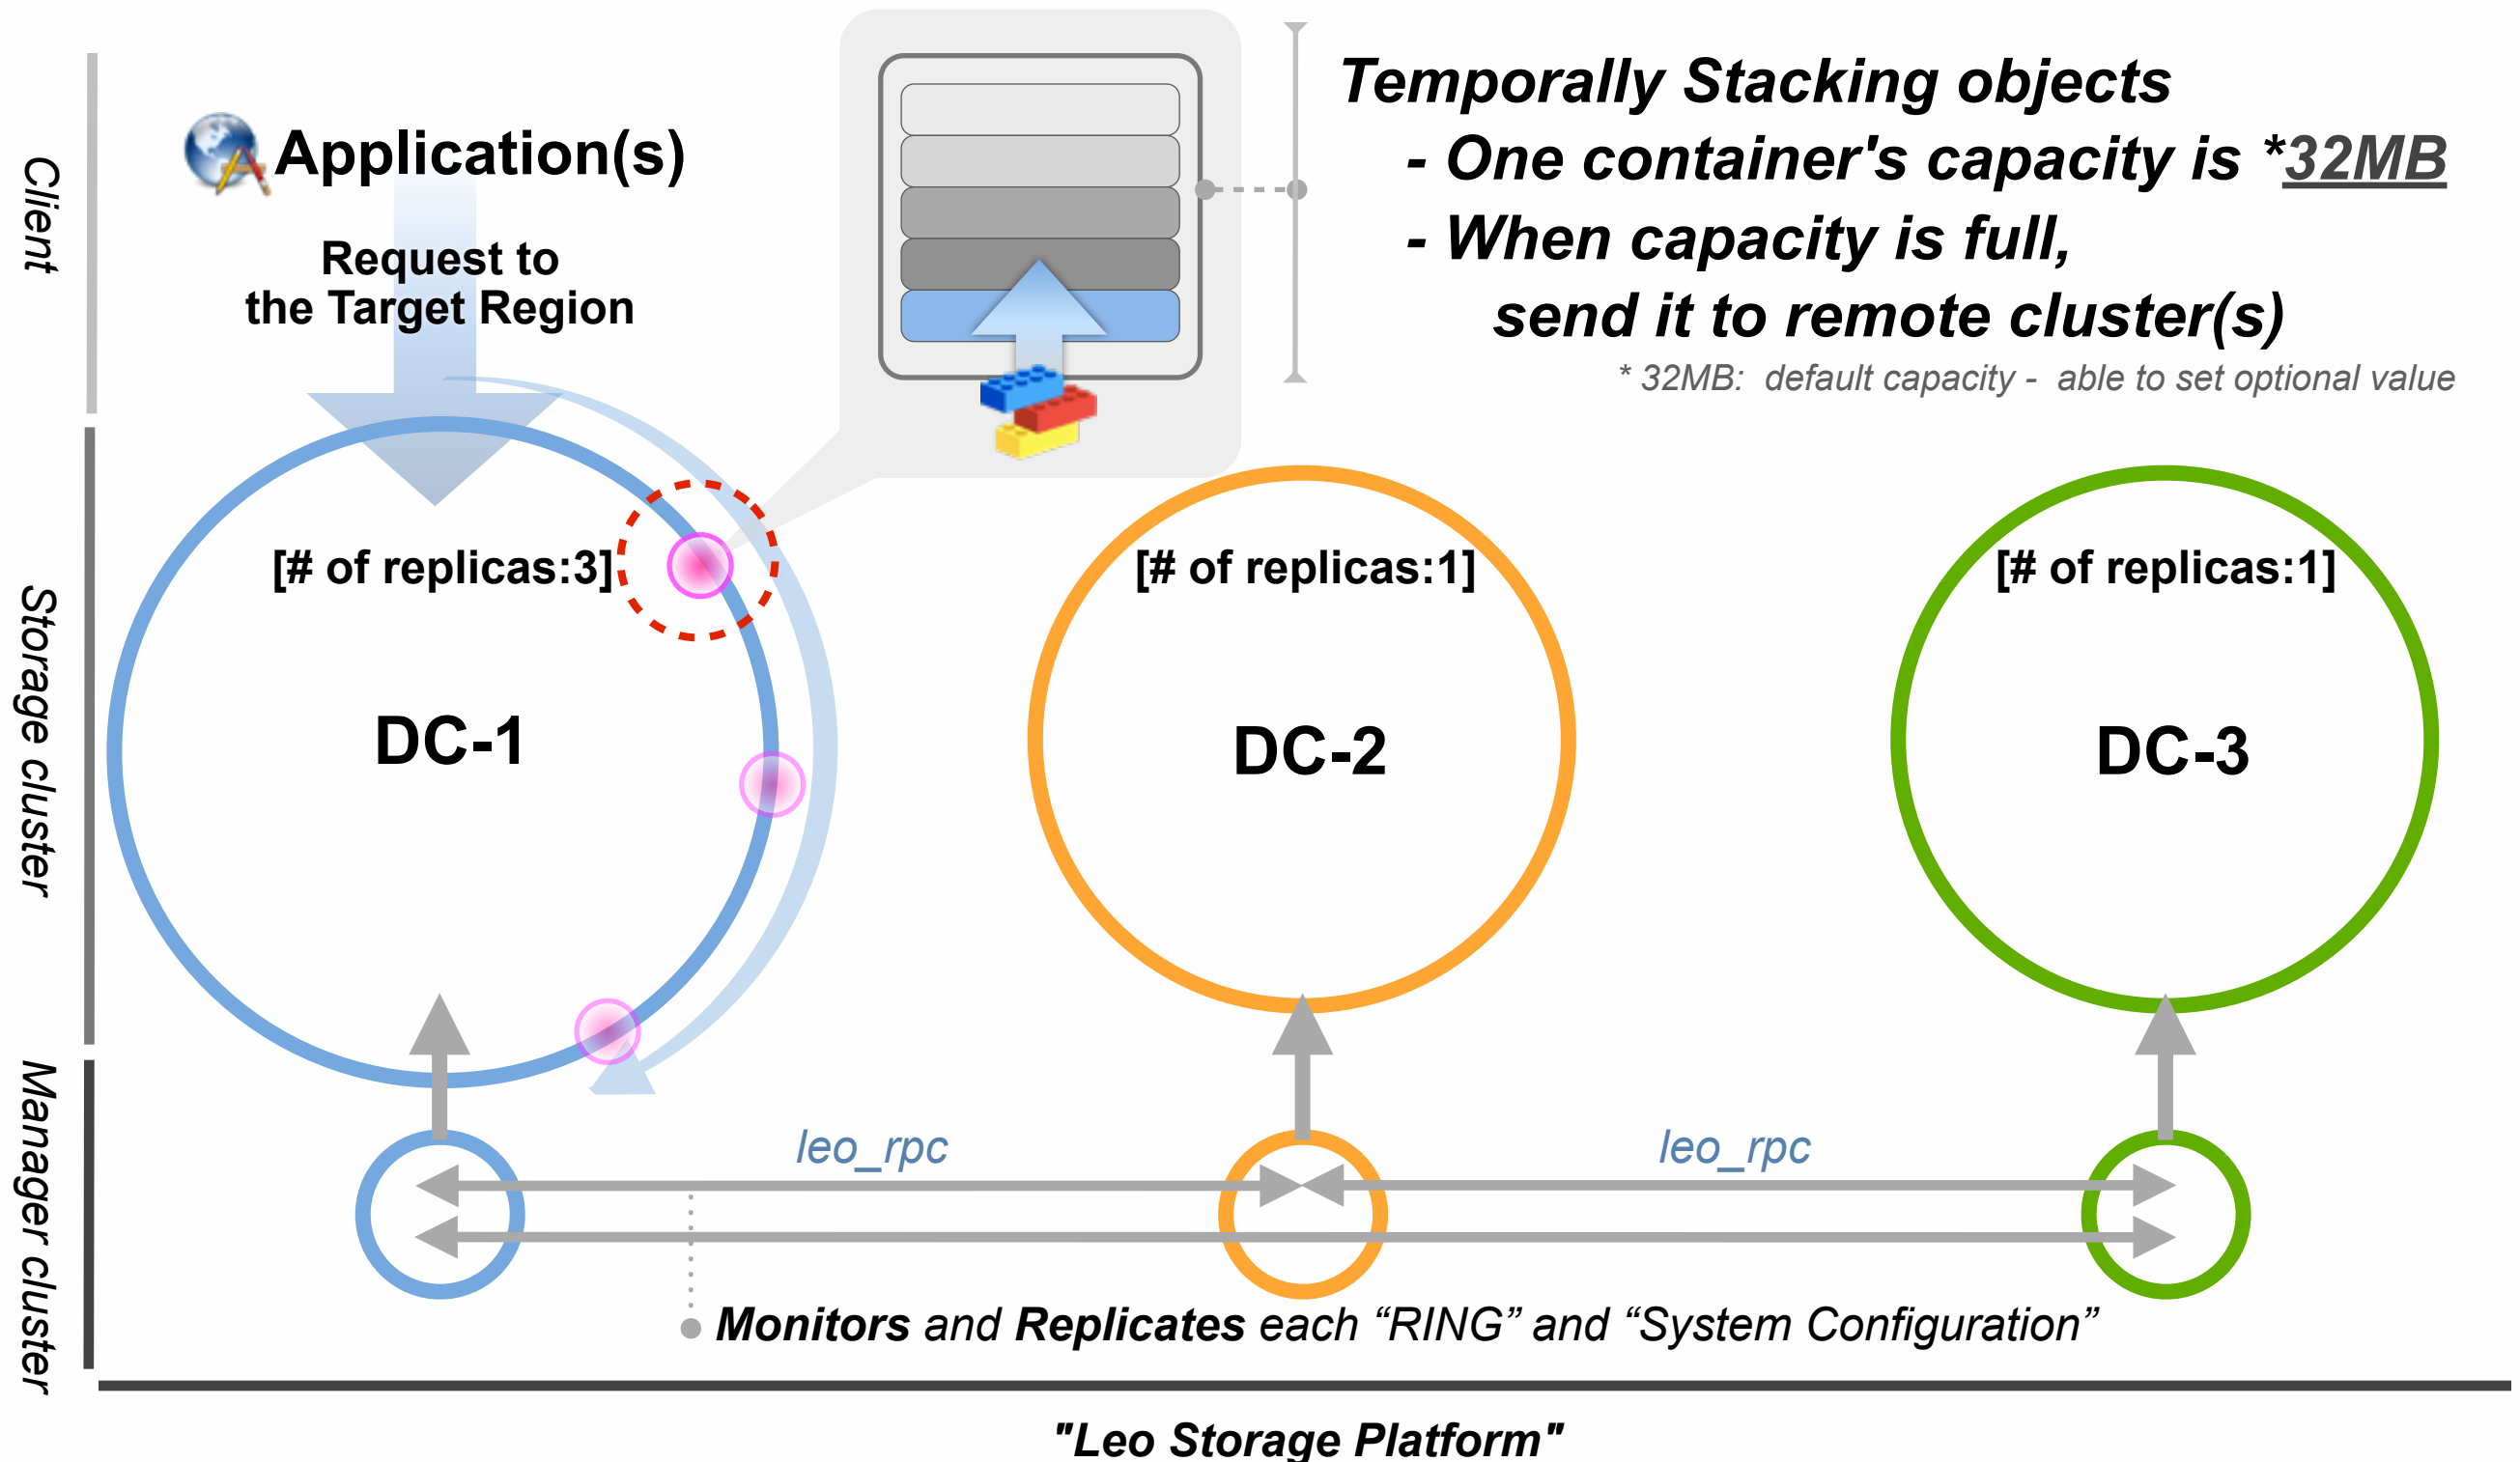 Client
Application(s)
Request to
the Target Region
Temporally Stacking objects
- One container's capacity is *32MB
- When capacity is full,
send it to remote cluster(s)
* 32MB:  default capacity -  able to set optional value
Storage cluster
[# of replicas:3]
DC-1
[# of replicas:1]
DC-2
[# of replicas:1]
DC-3
Manager cluster
leo_rpc
leo_rpc
Monitors and Replicates each “RING” and “System Configuration”
"Leo Storage Platform"